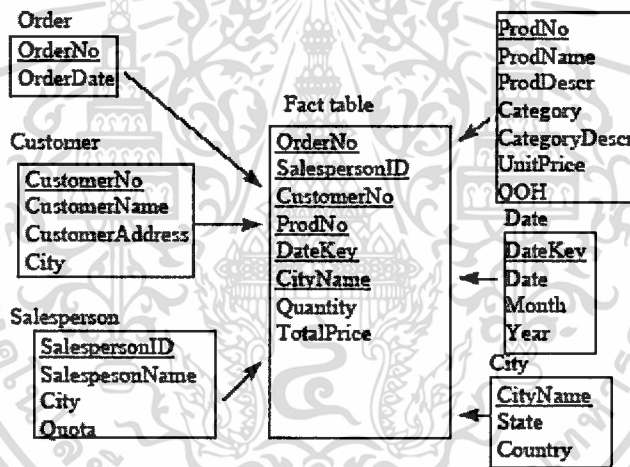 Order
OrderNo
OrderDate
Customer
CustomerNo
CustomerName
CustomerAddress
City
Salesperson
SalespersonID
SalespesonName
City
Quota
Fact table
OrderNo
SalespersonID
CustomerNo
ProdNo
DateKey
CityName
Quantity
TotalPrice
ProdNo
ProdName
ProdDescr
Category
CategoryDescr
UnitPrice
QOH
Date
DateKey
Date
Month
Year
City
CityName
State
Country